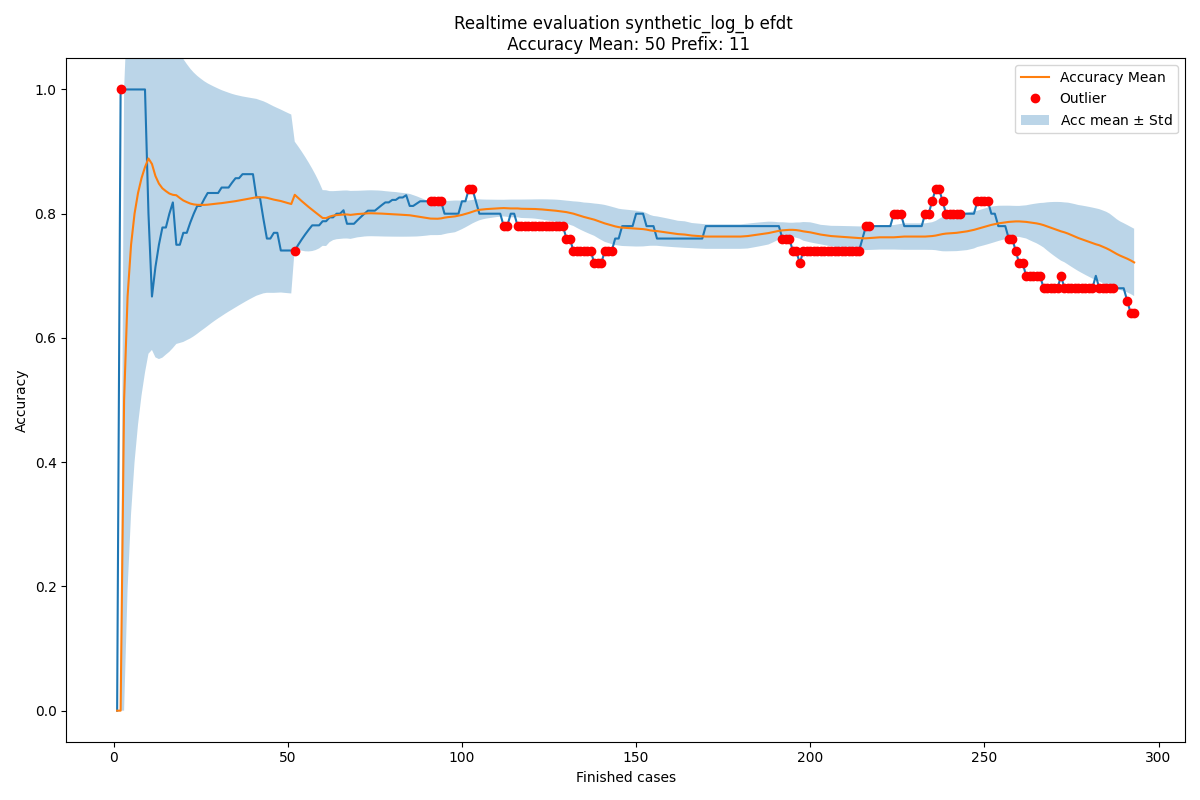 Realtime evaluation synthetic_log_b efdt
Accuracy Mean: 50 Prefix: 11
Accuracy Mean
Outlier
Acc mean ± Std
Accuracy
1.0
0.8
0.6
0.4
0.2
0.0
0
50
100
150
200
250
300
Finished cases